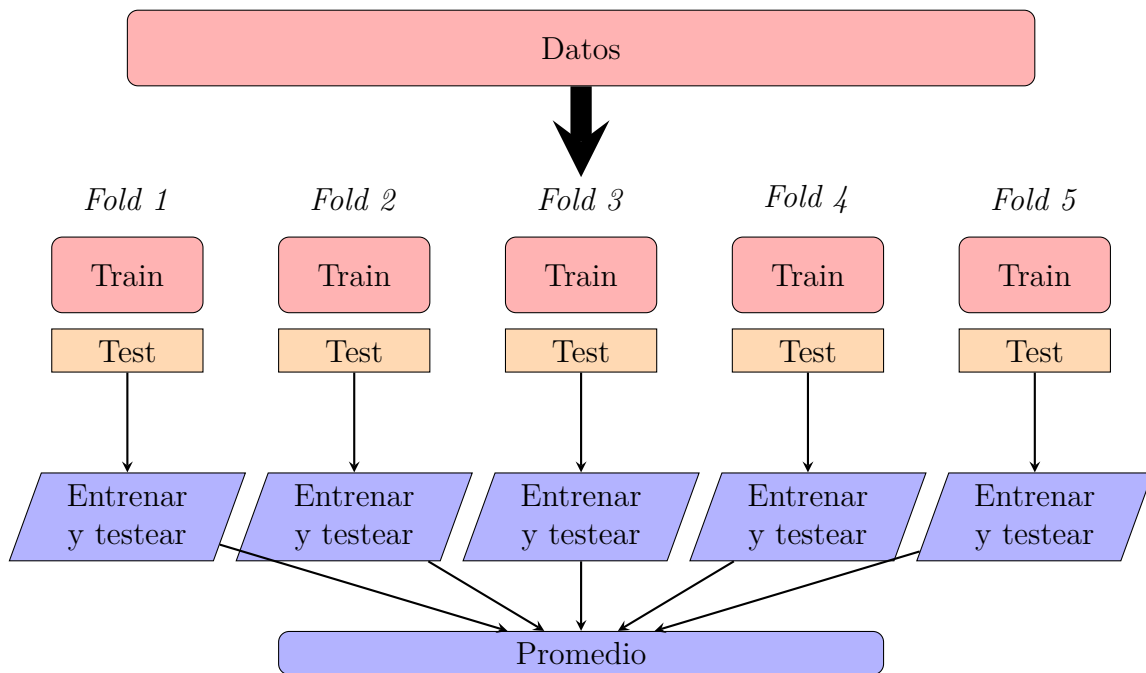 Datos
Fold 1 Fold 2 Fold 3 Fold 4 Fold 5
Train Train Train Train Train
Test Test Test Test Test
Entrenar Entrenar Entrenar Entrenar Entrenar
y testear y testear y testear y testear y testear
Promedio